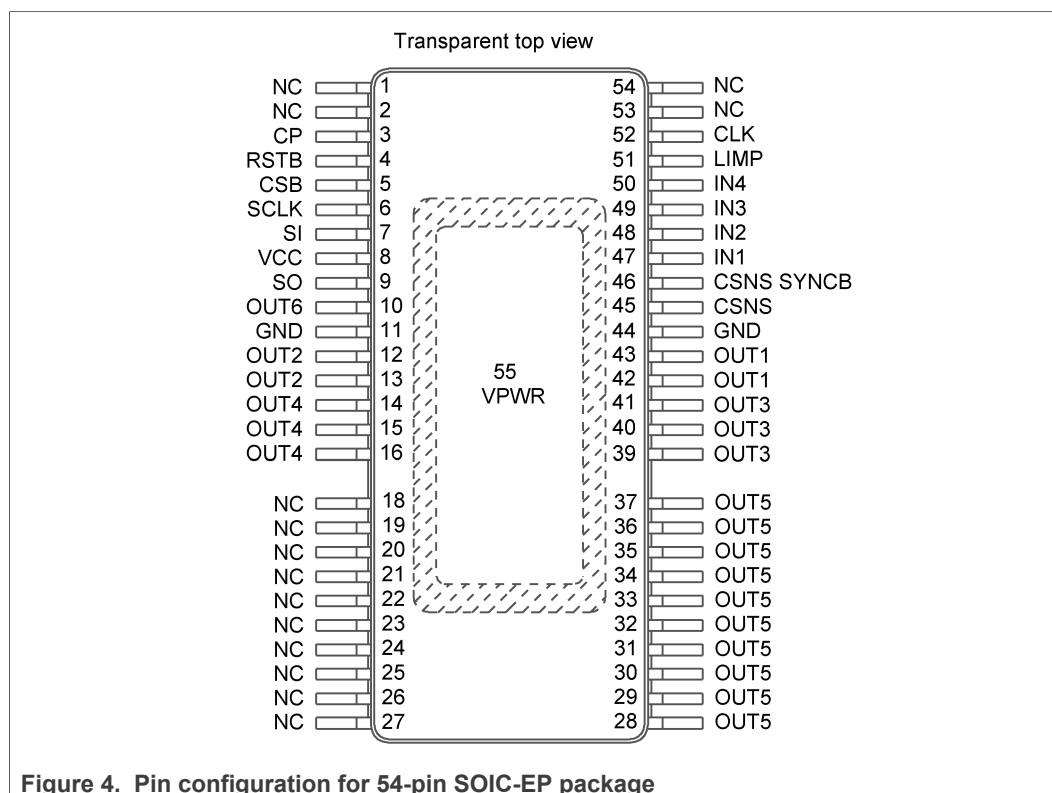 Transparent top view
NC 1 54 NC
NC 2 53 NC
CP 3 52 CLK
RSTB 4 51 LIMP
CSB 5 50 IN4
SCLK 6 49 IN3
SI 7 48 IN2
VCC 8 47 IN1
SO 9 46 CSNS SYNCB
OUT6 10 45 CSNS
GND 11 44 GND
OUT2 12 43 OUT1
OUT2 13 42 OUT1
OUT4 14 41 OUT3
OUT4 15 40 OUT3
OUT4 16 39 OUT3
55
VPWR
NC 18 37 OUT5
NC 19 36 OUT5
NC 20 35 OUT5
NC 21 34 OUT5
NC 22 33 OUT5
NC 23 32 OUT5
NC 24 31 OUT5
NC 25 30 OUT5
NC 26 29 OUT5
NC 27 28 OUT5
Figure 4. Pin configuration for 54-pin SOIC-EP package